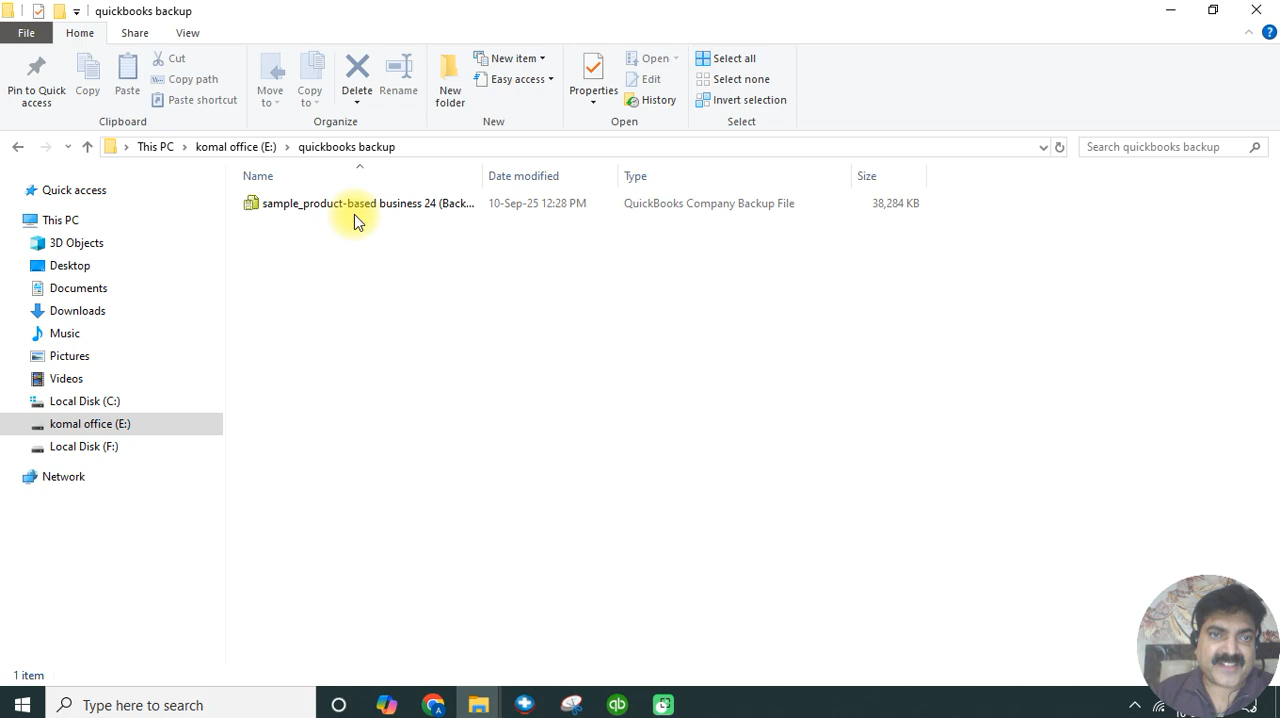 quickbooks backup
File Home Share View
Pin to Quick access
Copy
Paste
Cut
Copy path
Paste shortcut
Clipboard
Move to
Copy to
Delete
Rename
Organize
New folder
New item
Easy access
New
Properties
Open
Edit
History
Open
Select all
Select none
Invert selection
Select
This PC komal office (E:) quickbooks backup
Search quickbooks backup
Name Date modified Type Size
sample_product-based business 24 (Back... 10-Sep-25 12:28 PM QuickBooks Company Backup File 38,284 KB
Quick access
This PC
3D Objects
Desktop
Documents
Downloads
Music
Pictures
Videos
Local Disk (C:)
komal office (E:)
Local Disk (F:)
Network
1 item
Type here to search